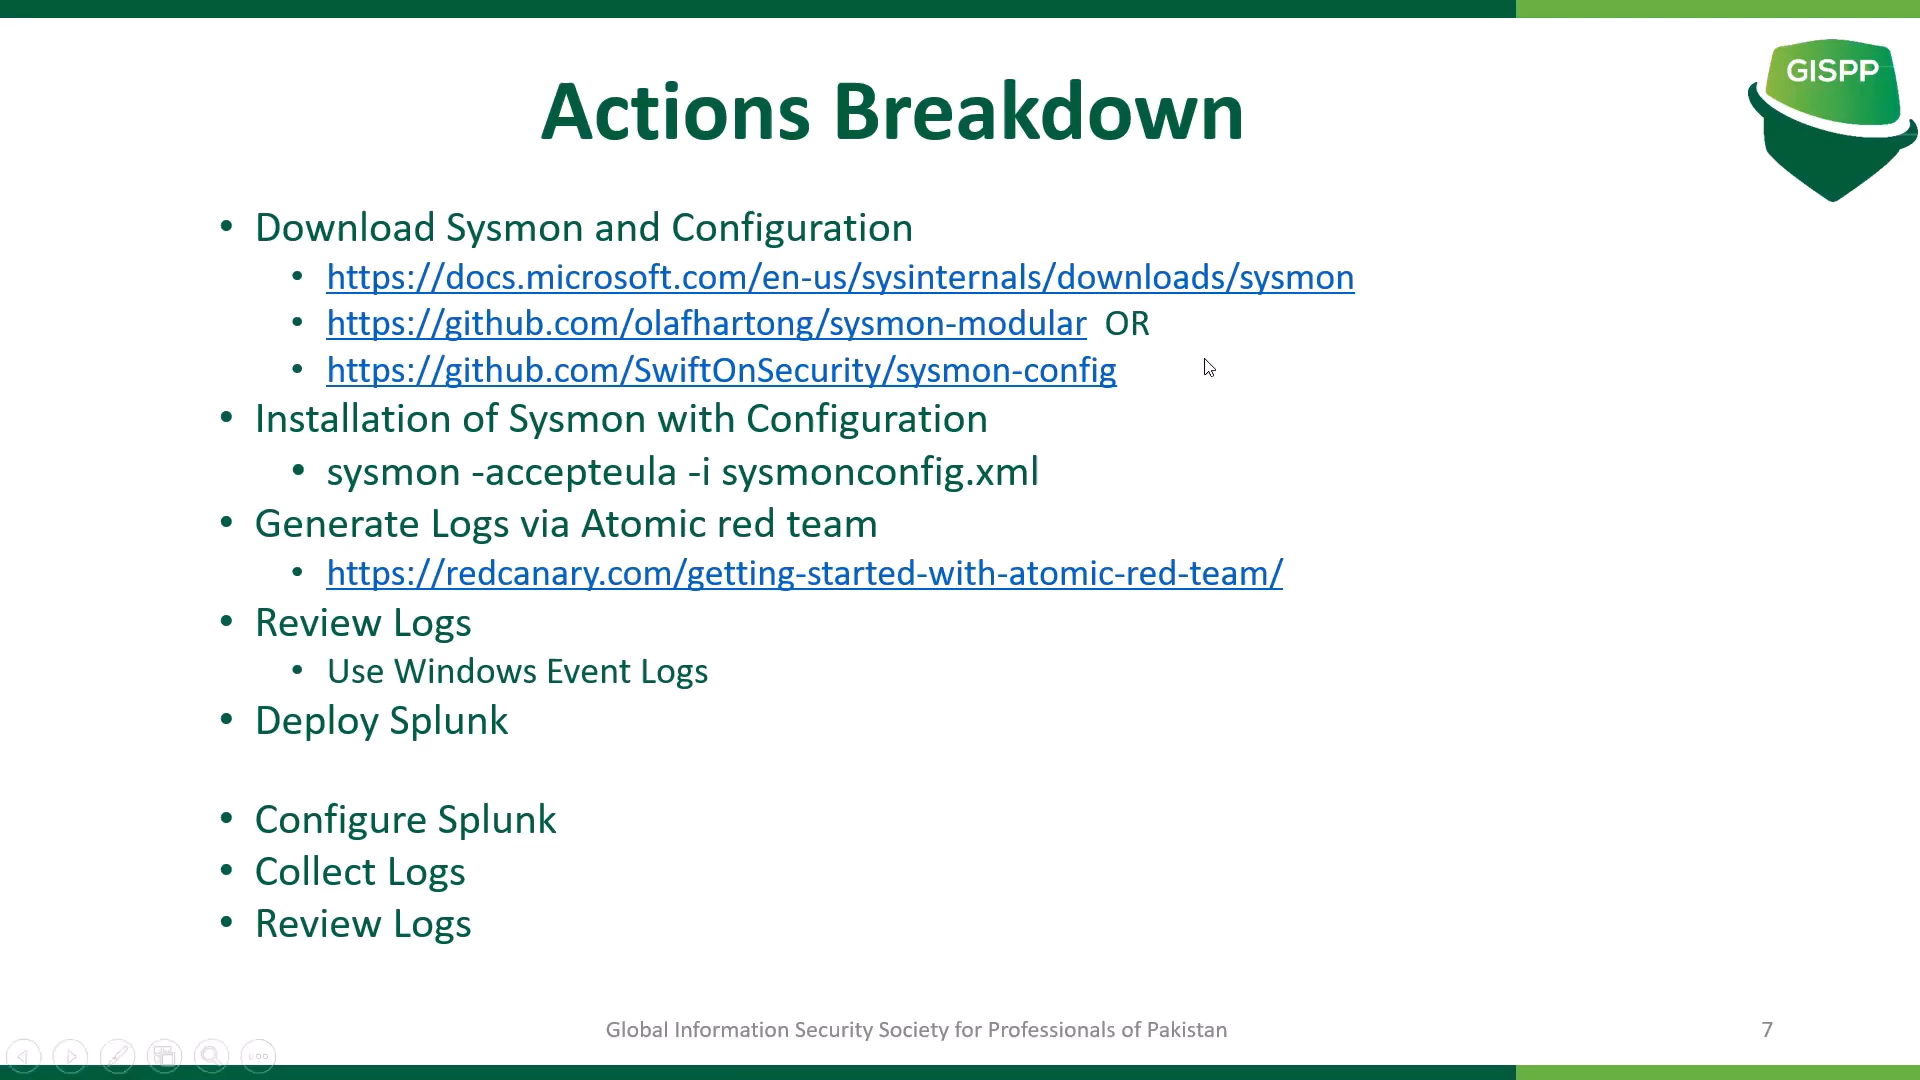 GISPP
Actions Breakdown
• Download Sysmon and Configuration
• https://docs.microsoft.com/en-us/sysinternals/downloads/sysmon
• https://github.com/olafhartong/sysmon-modular OR
• https://github.com/SwiftOnSecurity/sysmon-config
• Installation of Sysmon with Configuration
• sysmon -accepteula -i sysmonconfig.xml
• Generate Logs via Atomic red team
• https://redcanary.com/getting-started-with-atomic-red-team/
• Review Logs
• Use Windows Event Logs
• Deploy Splunk
• Configure Splunk
• Collect Logs
• Review Logs
Global Information Security Society for Professionals of Pakistan
7